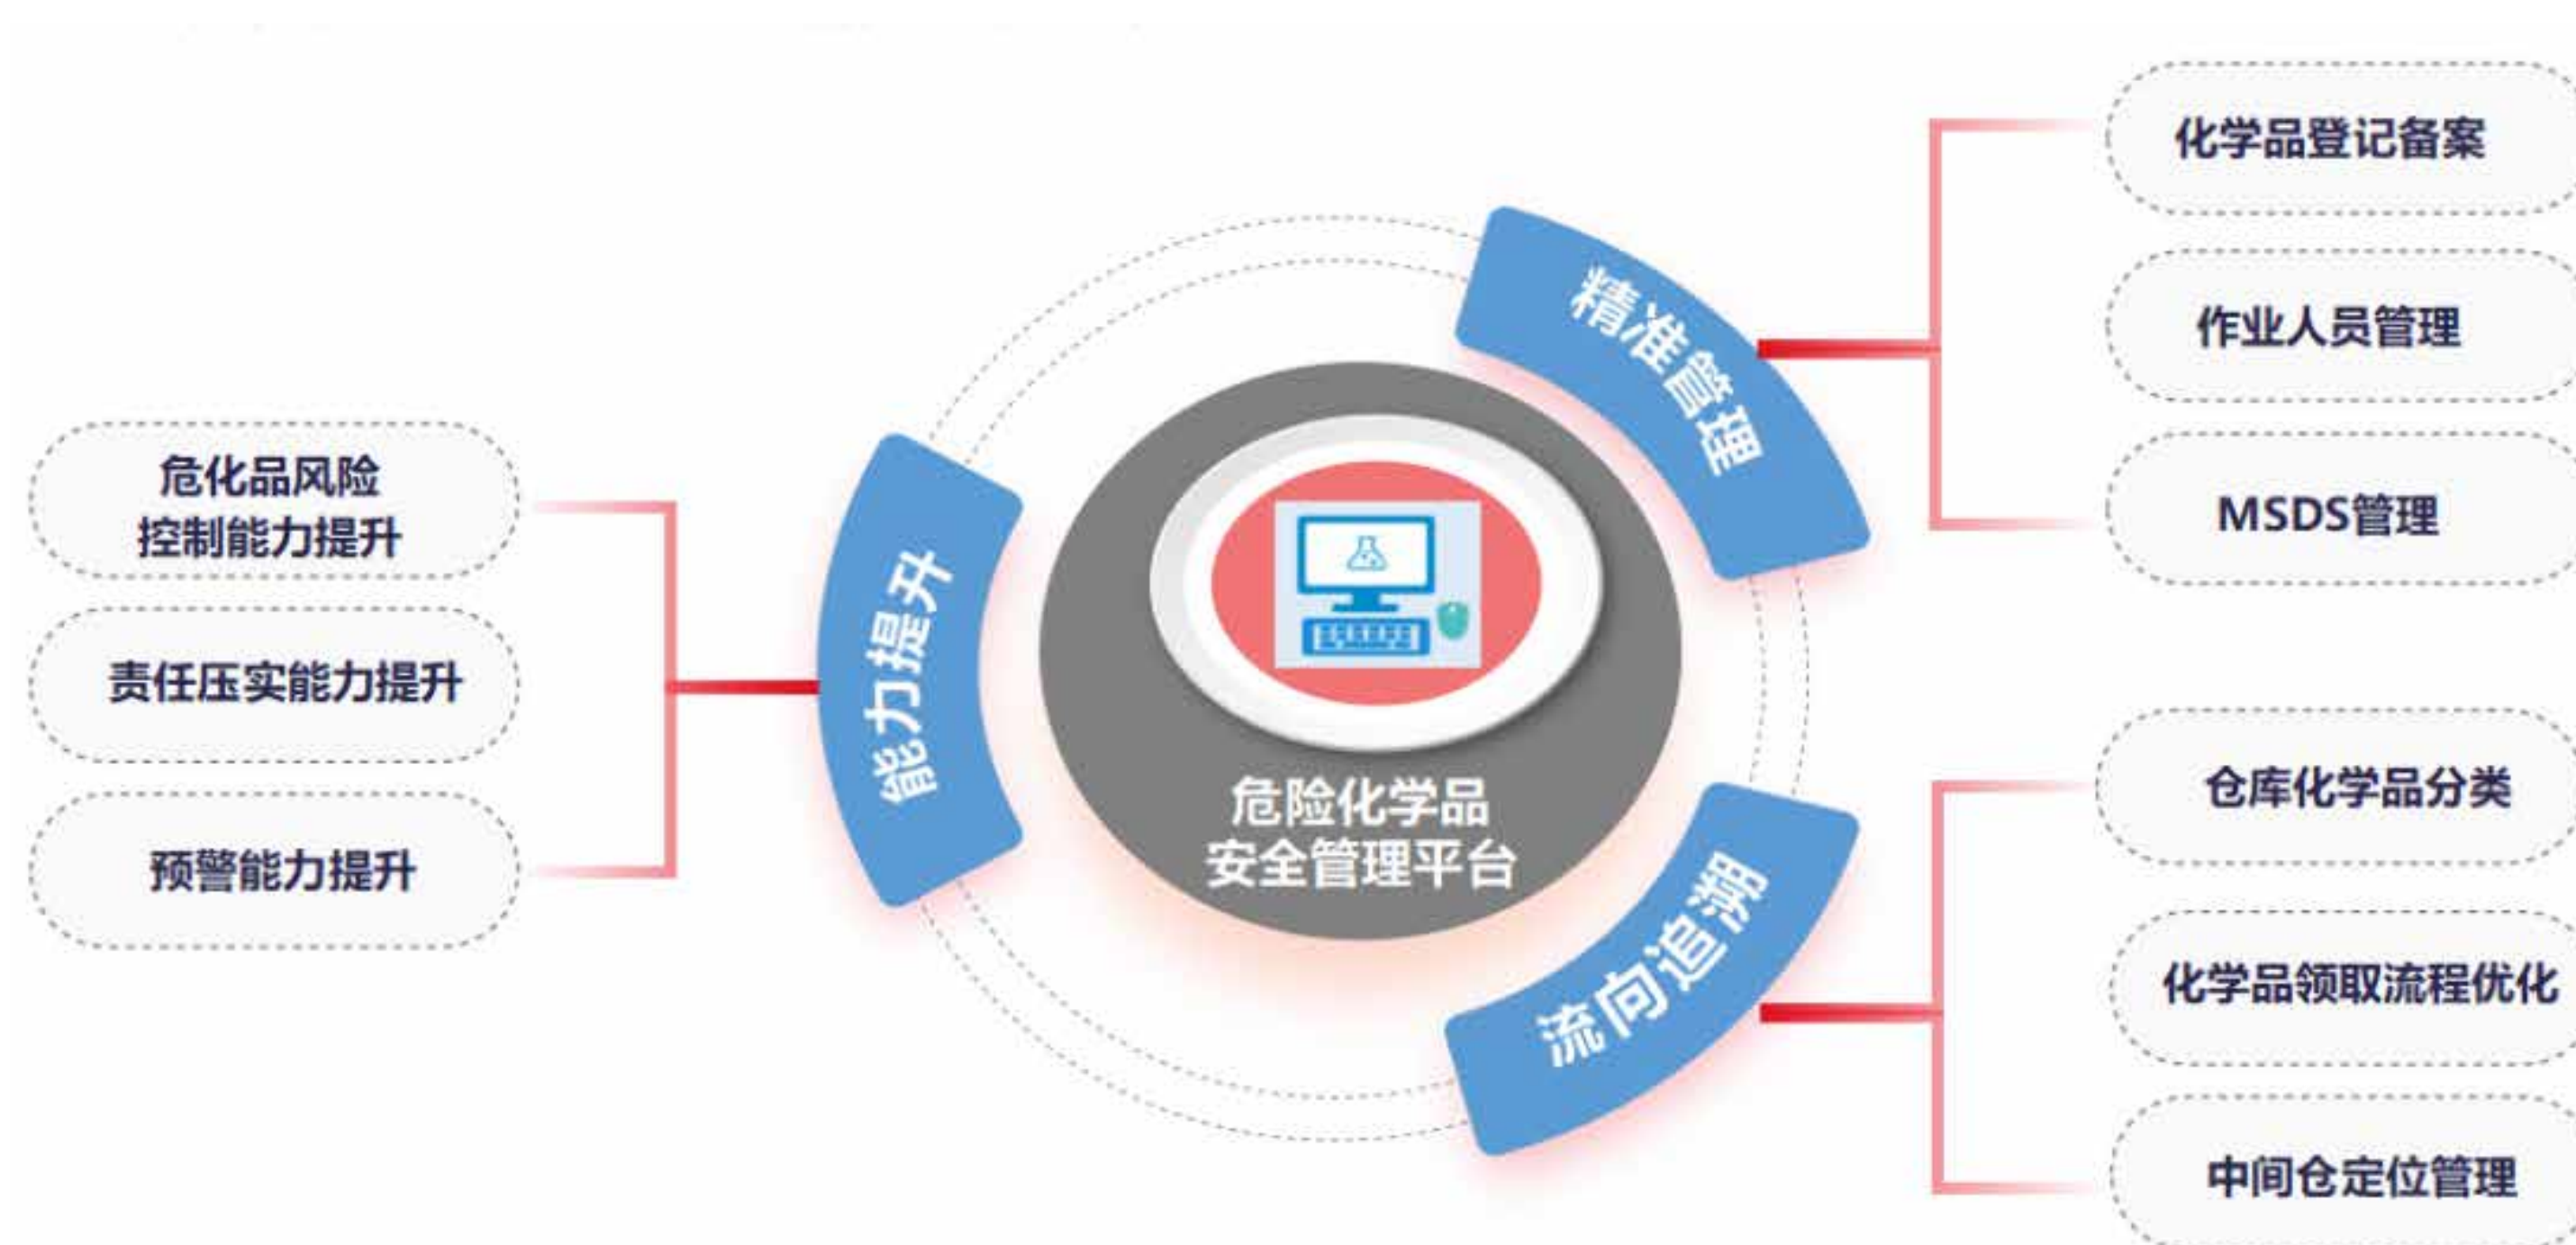 危化品风险
控制能力提升
责任压实能力提升
预警能力提升
能力提升
危险化学品
安全管理平台
精准管理
流向追溯
化学品登记备案
作业人员管理
MSDS管理
仓库化学品分类
化学品领取流程优化
中间仓定位管理